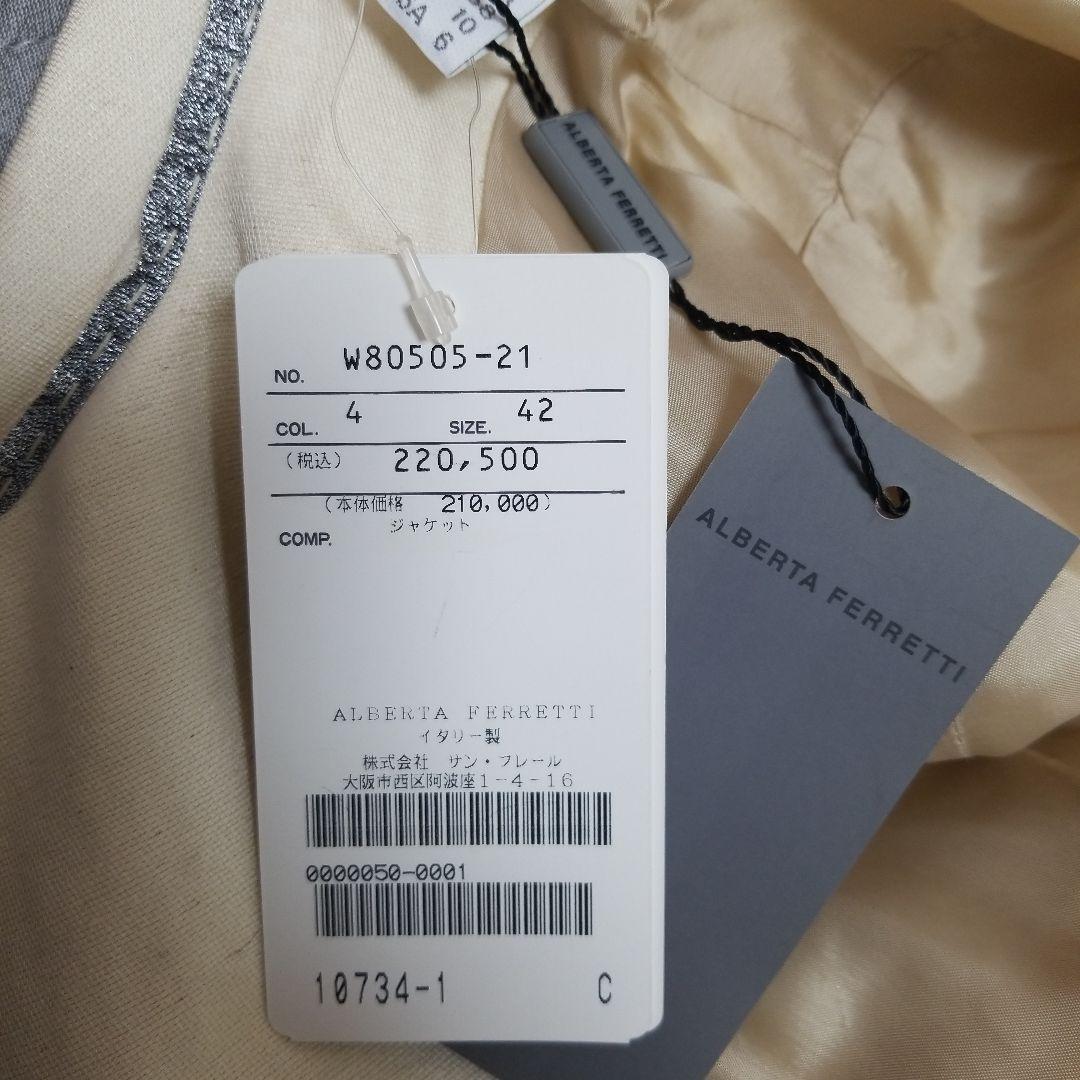 10
6
ALBERTA FERRETTI
NO. W80505-21
COL. 4 SIZE. 42
(税込) 220,500
(本体価格 210,000)
ジャケット
COMP.
ALBERTA FERRETTI
イタリー製
株式会社 サン・フレール
大阪市西区阿波座1-4-16
0000050-0001
10734-1 C
ALBERTA FERRETTI